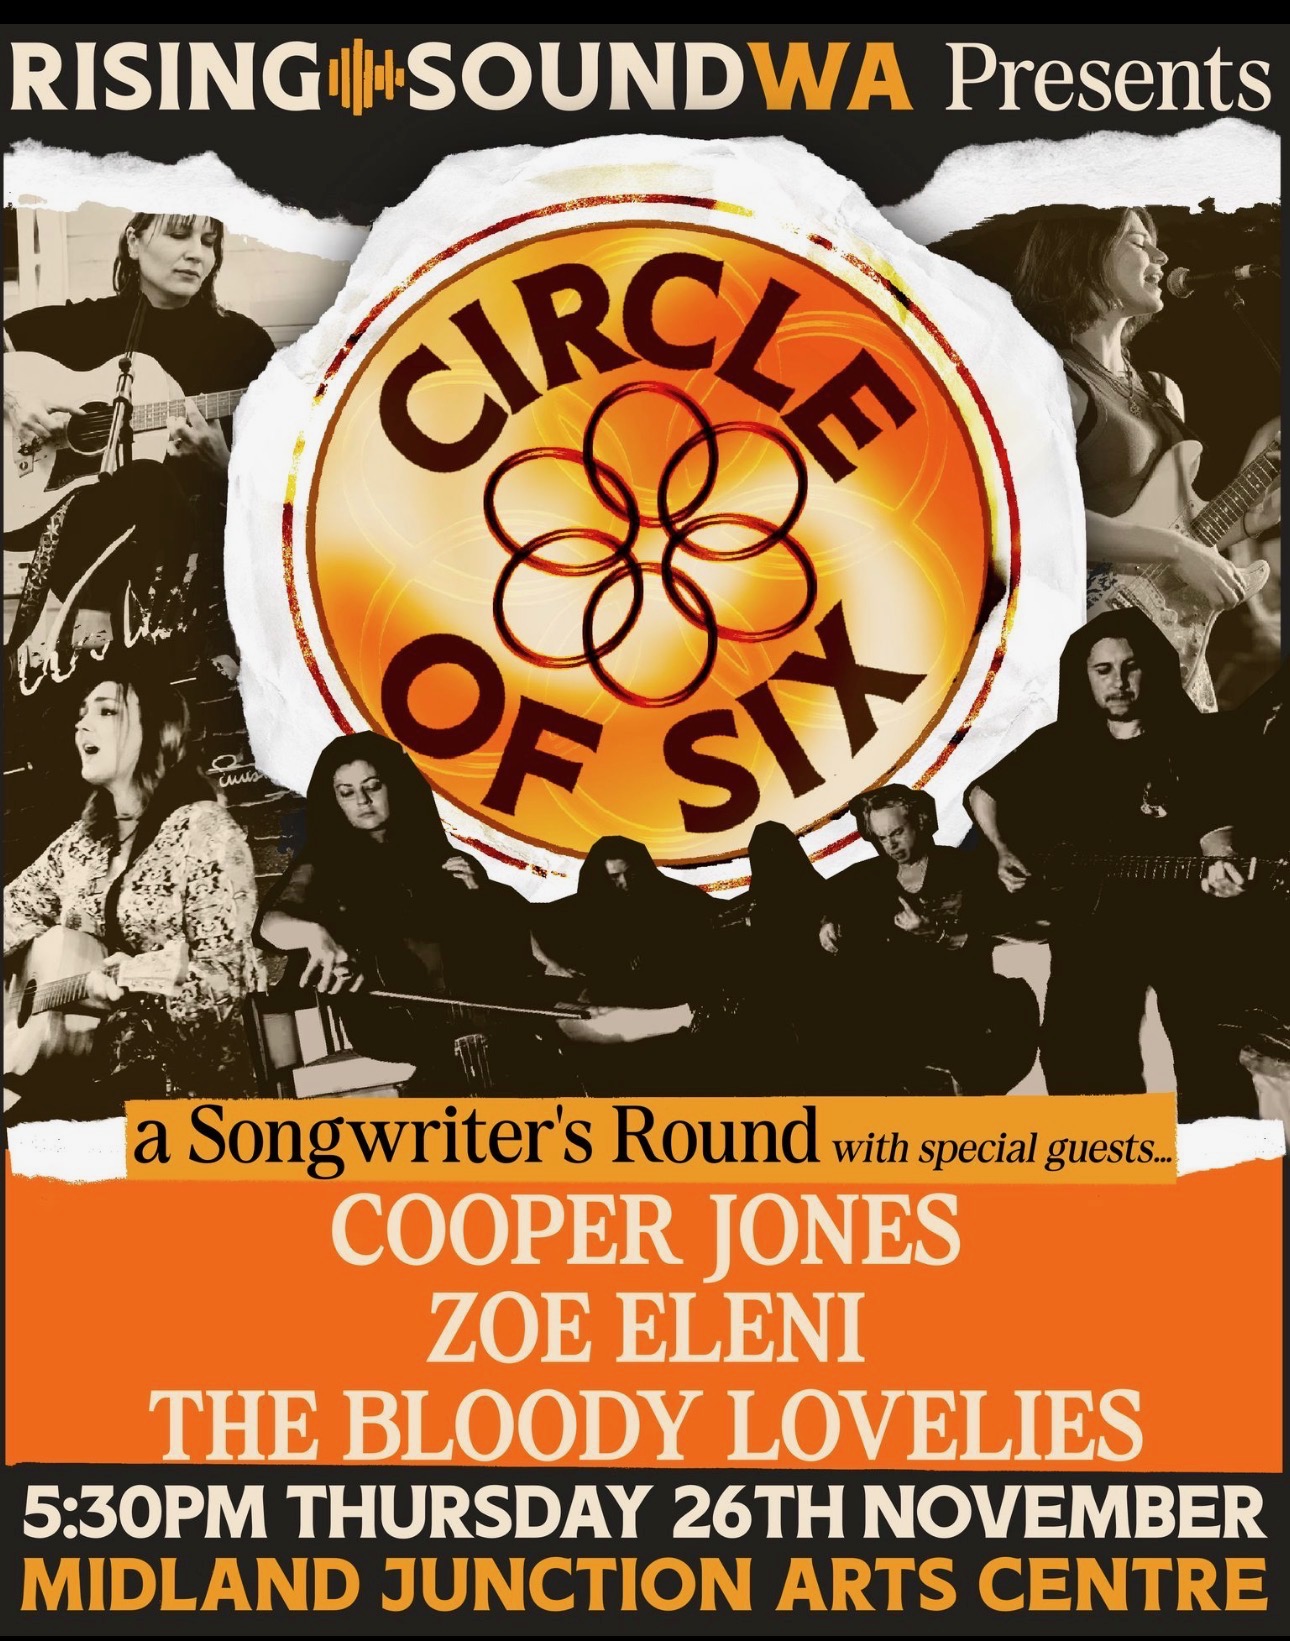 RISING SOUNDWA Presents
CIRCLE
OF SIX
a Songwriter's Round with special guests...
COOPER JONES
ZOE ELENI
THE BLOODY LOVELIES
5:30PM THURSDAY 26TH NOVEMBER
MIDLAND JUNCTION ARTS CENTRE